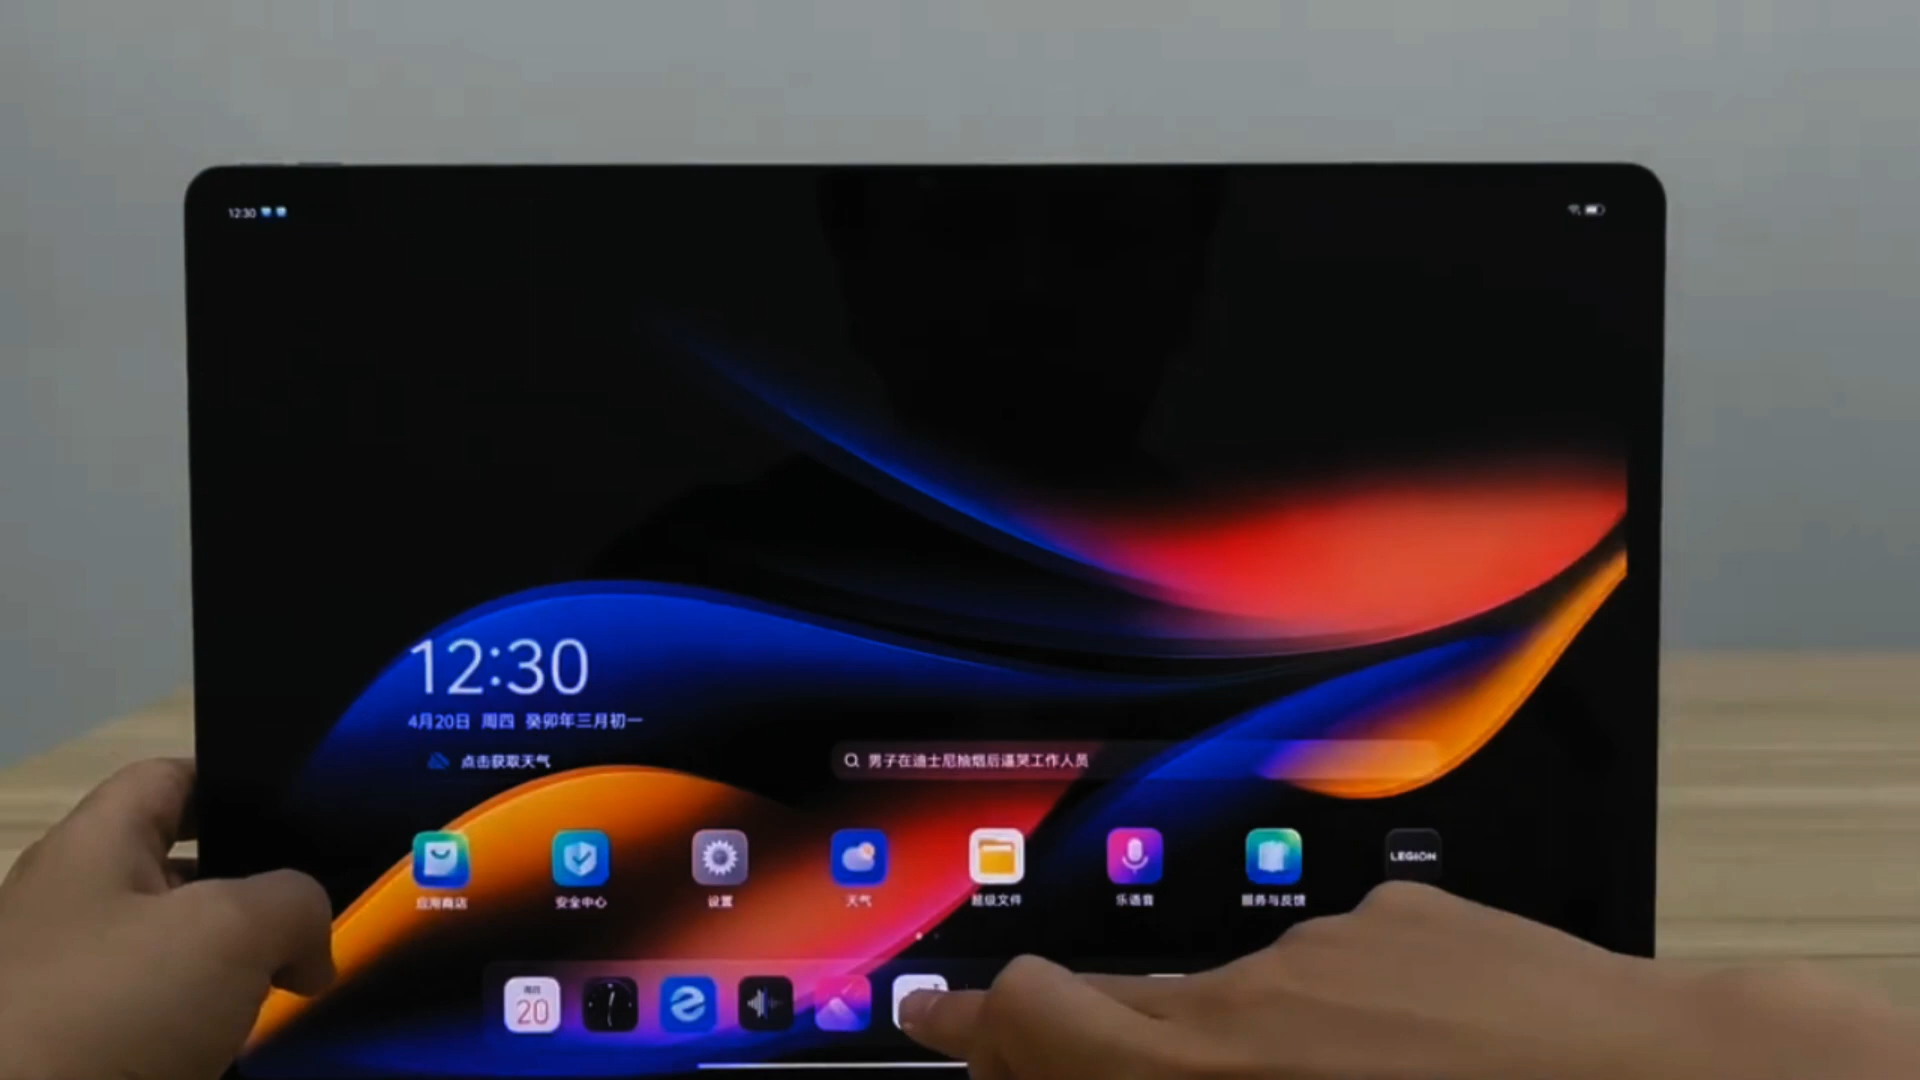 12:30
12:30
4月20日 周四 癸卯年三月初一
点击获取天气
男子在迪士尼抽烟后逼哭工作人员
应用商店
安全中心
设置
天气
超级文件
乐语音
服务与反馈
LEGION
周四
20